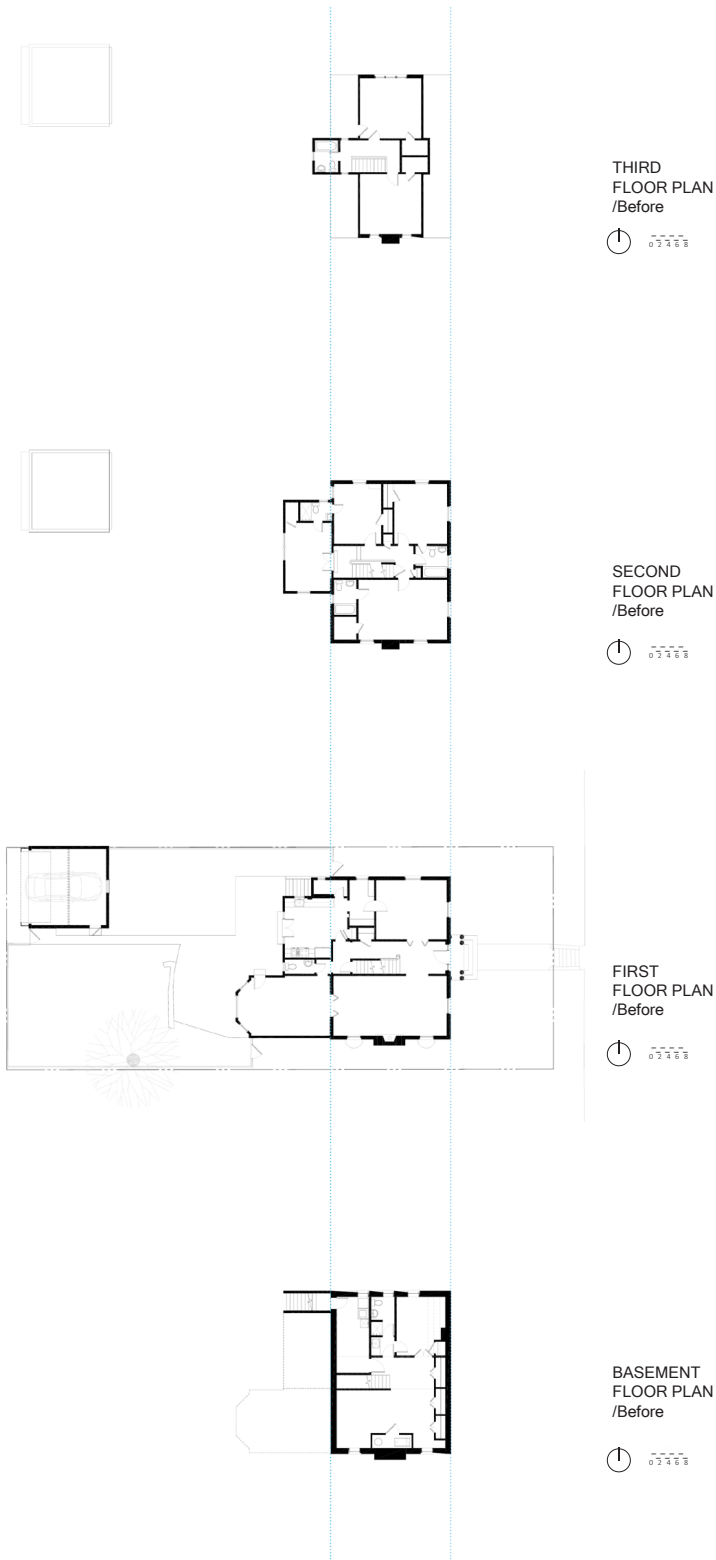 THIRD
FLOOR PLAN
/Before
0 2 4 6 8
SECOND
FLOOR PLAN
/Before
0 2 4 6 8
FIRST
FLOOR PLAN
/Before
0 2 4 6 8
BASEMENT
FLOOR PLAN
/Before
0 2 4 6 8